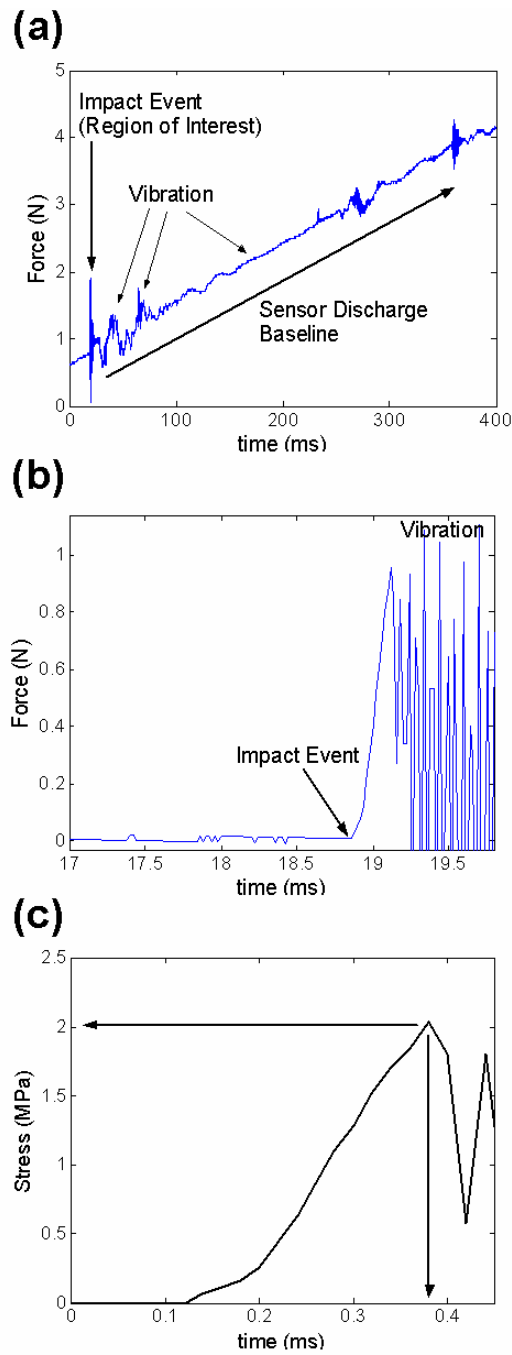 (a)
5
4
3
2
1
0
Force (N)
Impact Event
(Region of Interest)
Vibration
Sensor Discharge
Baseline
0
100
200
300
400
time (ms)
(b)
1
0.8
0.6
0.4
0.2
0
Force (N)
Vibration
Impact Event
17
17.5
18
18.5
19
19.5
time (ms)
(c)
2.5
2
1.5
1
0.5
0
Stress (MPa)
0
0.1
0.2
0.3
0.4
time (ms)